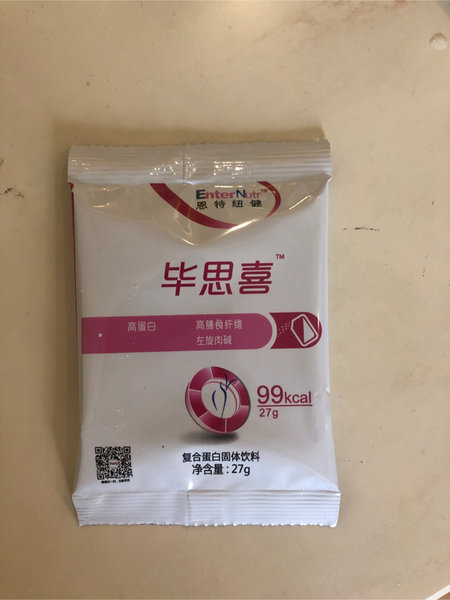 EnterNutr™
恩特纽健
毕思喜™
高蛋白 高膳食纤维
左旋肉碱
99kcal
27g
复合蛋白固体饮料
净含量：27g